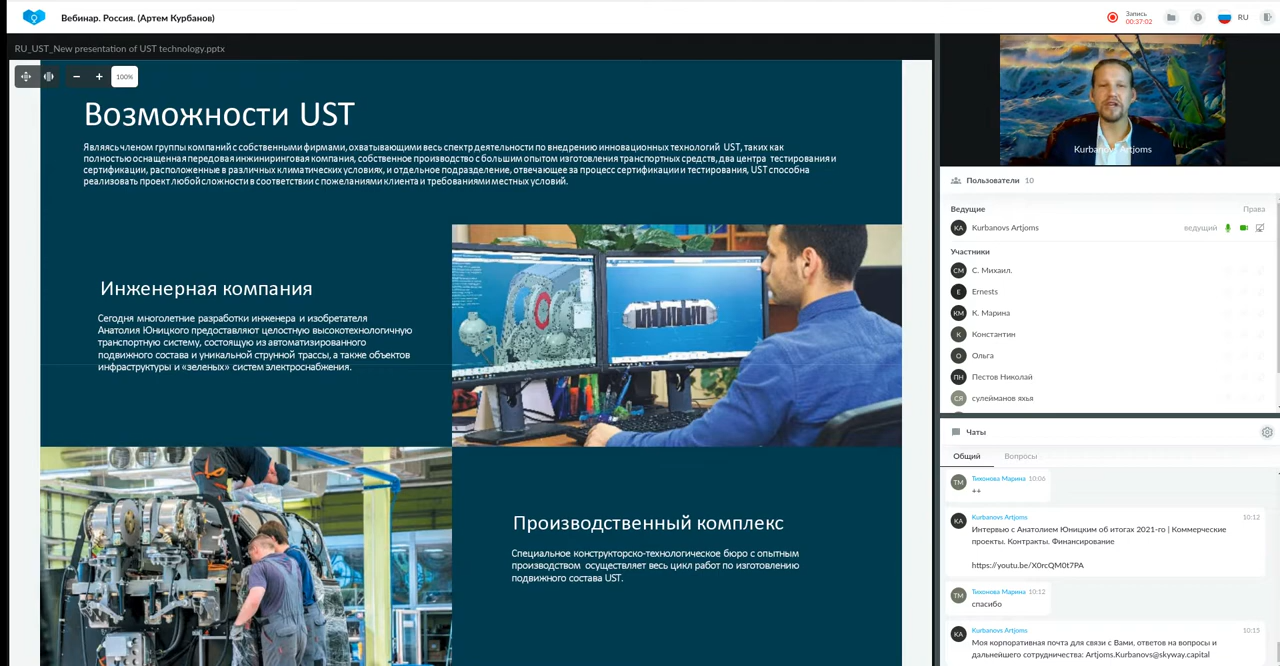 Вебинар. Россия. (Артем Курбанов)
Запись
00:37:02
RU
RU_UST_New presentation of UST technology.pptx
100%
Возможности UST
Являясь членом группы компаний с собственными фирмами, охватывающими весь спектр деятельности по внедрению инновационных технологий UST, таких как
полностью оснащенная передовая инжиниринговая компания, собственное производство с большим опытом изготовления транспортных средств, два центра тестирования и
сертификации, расположенные в различных климатических условиях, и отдельное подразделение, отвечающее за процесс сертификации и тестирования, UST способна
реализовать проект любой сложности в соответствии с пожеланиями клиента и требованиями местных условий.
Инженерная компания
Сегодня многолетние разработки инженера и изобретателя
Анатолия Юницкого предоставляют целостную высокотехнологичную
транспортную систему, состоящую из автоматизированного
подвижного состава и уникальной струнной трассы, а также объектов
инфраструктуры и «зеленых» систем электроснабжения.
Производственный комплекс
Специальное конструкторско-технологическое бюро с опытным
производством осуществляет весь цикл работ по изготовлению
подвижного состава UST.
Kurbanovs Artjoms
Пользователи 10
Ведущие Права
KA Kurbanovs Artjoms ведущий
Участники
СМ С. Михаил.
E Ernests
КМ К. Марина
К Константин
О Ольга
ПН Пестов Николай
СЯ сулейманов яхья
Чаты
Общий Вопросы
ТМ Тихонова Марина 10:06
++
KA Kurbanovs Artjoms 10:12
Интервью с Анатолием Юницким об итогах 2021-го | Коммерческие
проекты. Контракты. Финансирование
https://youtu.be/X0rcQM0t7PA
ТМ Тихонова Марина 10:12
спасибо
KA Kurbanovs Artjoms 10:15
Моя корпоративная почта для связи с Вами, ответов на вопросы и
дальнейшего сотрудничества: Artjoms.Kurbanovs@skyway.capital